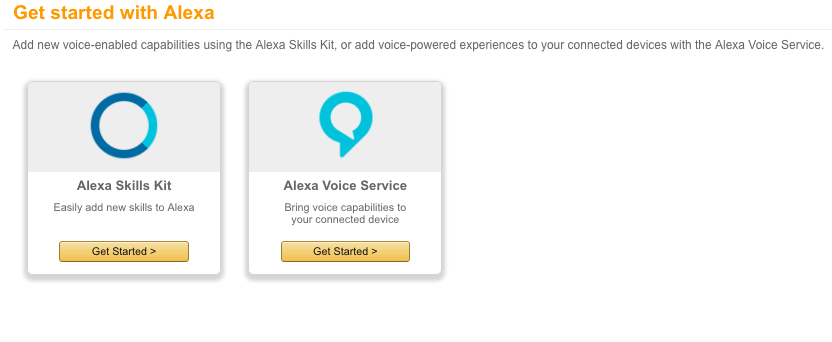 Get started with Alexa
Add new voice-enabled capabilities using the Alexa Skills Kit, or add voice-powered experiences to your connected devices with the Alexa Voice Service.
Alexa Skills Kit
Easily add new skills to Alexa
Get Started >
Alexa Voice Service
Bring voice capabilities to
your connected device
Get Started >